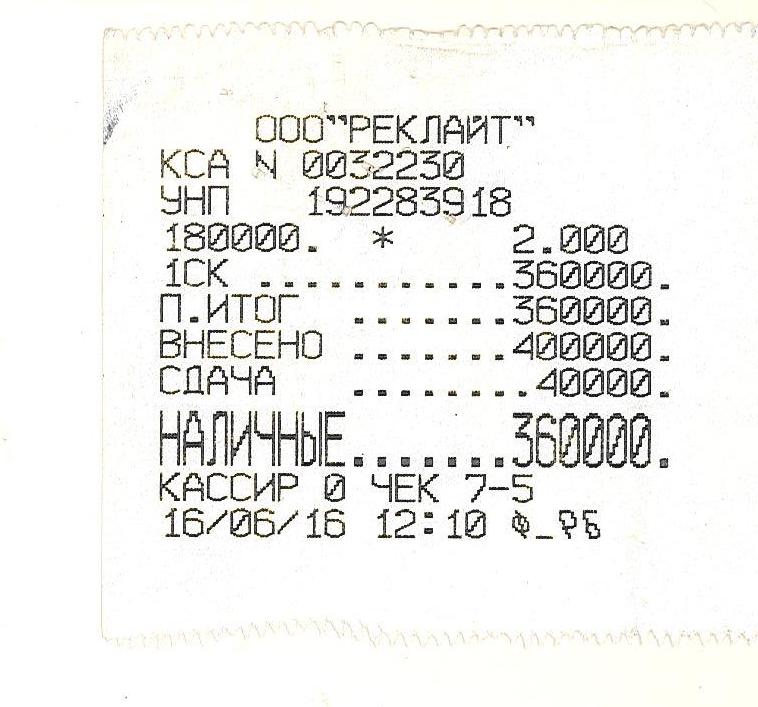 ООО"РЕКЛАЙТ"
КСА N 0032230
УНП 192283918
180000. * 2.000
1СК ...........360000.
П.ИТОГ .......360000.
ВНЕСЕНО .......400000.
СДАЧА ........40000.
НАЛИЧНЫЕ.......360000.
КАССИР 0 ЧЕК 7-5
16/06/16 12:10